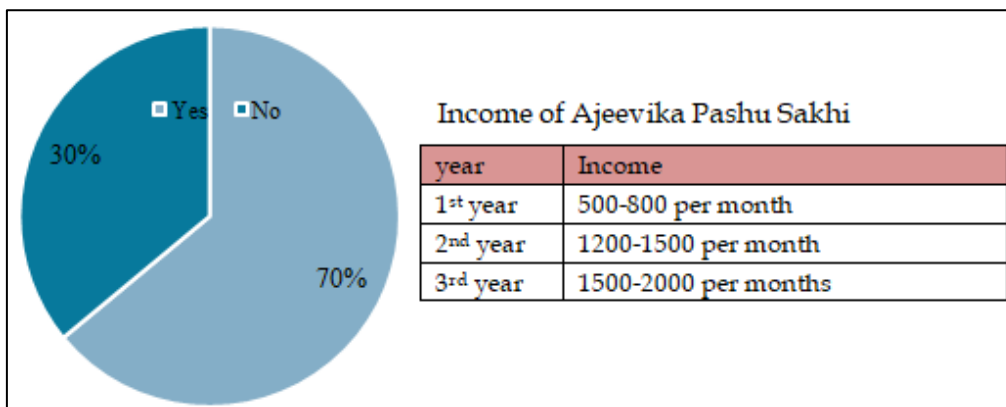 Yes No
30%
70%
Income of Ajeevika Pashu Sakhi
year Income
1st year 500-800 per month
2nd year 1200-1500 per month
3rd year 1500-2000 per months